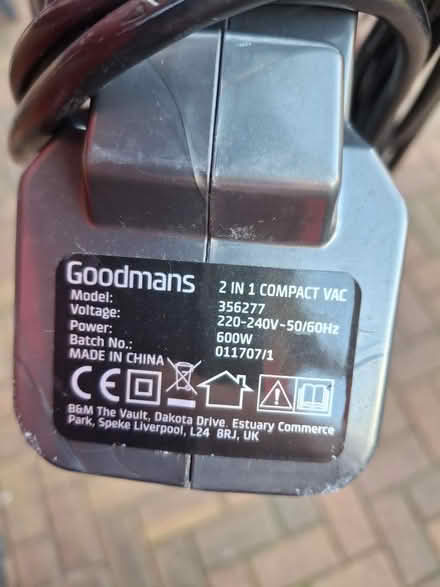 Goodmans 2 IN 1 COMPACT VAC
Model: 356277
Voltage: 220-240V~50/60Hz
Power: 600W
Batch No.: 011707/1
MADE IN CHINA
CE
B&M The Vault, Dakota Drive, Estuary Commerce
Park, Speke Liverpool, L24 8RJ, UK